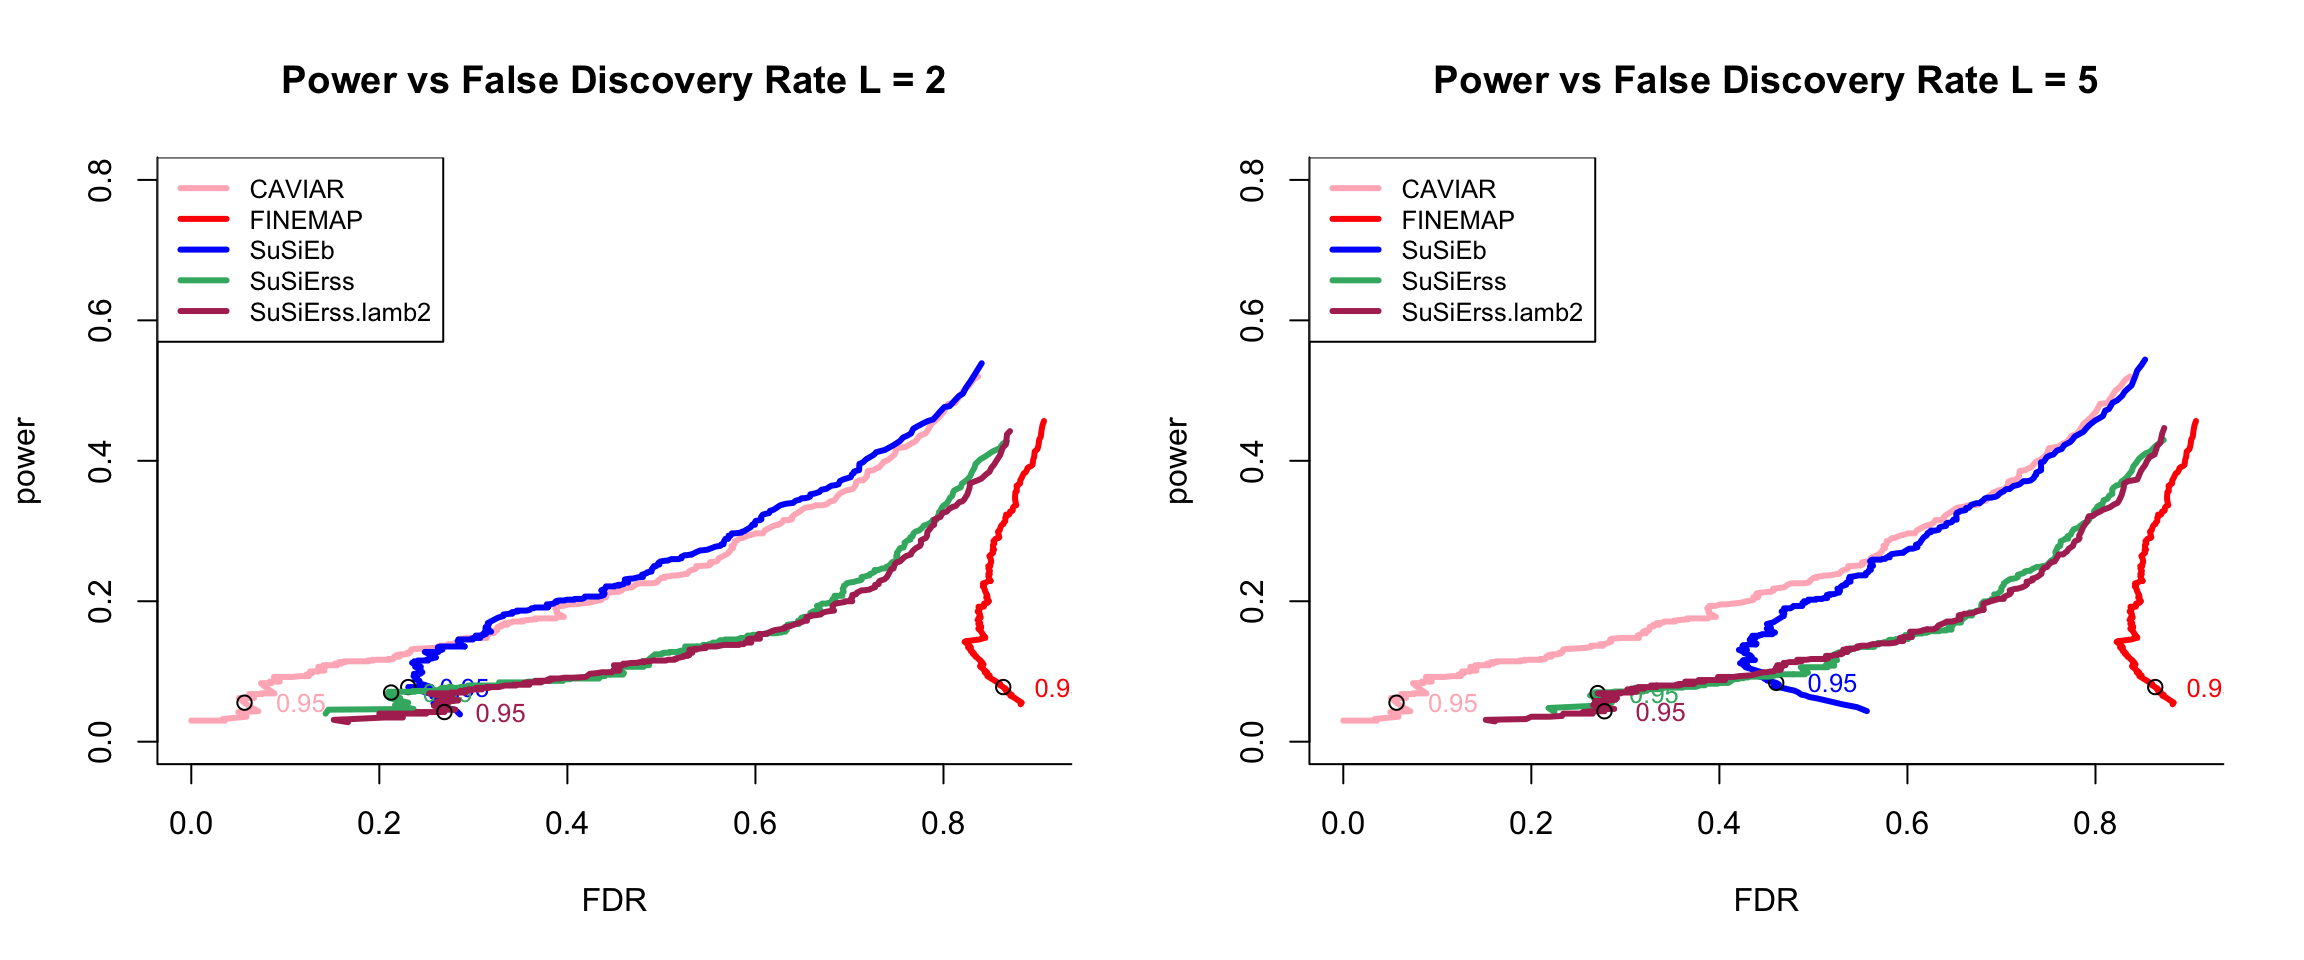 Power vs False Discovery Rate L = 2
power
0.8
0.6
0.4
0.2
0.0
CAVIAR
FINEMAP
SuSiEb
SuSiErss
SuSiErss.lamb2
0.95
0.95
0.95
0.95
0.9
0.0 0.2 0.4 0.6 0.8
FDR
Power vs False Discovery Rate L = 5
power
0.8
0.6
0.4
0.2
0.0
CAVIAR
FINEMAP
SuSiEb
SuSiErss
SuSiErss.lamb2
0.95
0.95
0.95
0.95
0.9
0.0 0.2 0.4 0.6 0.8
FDR